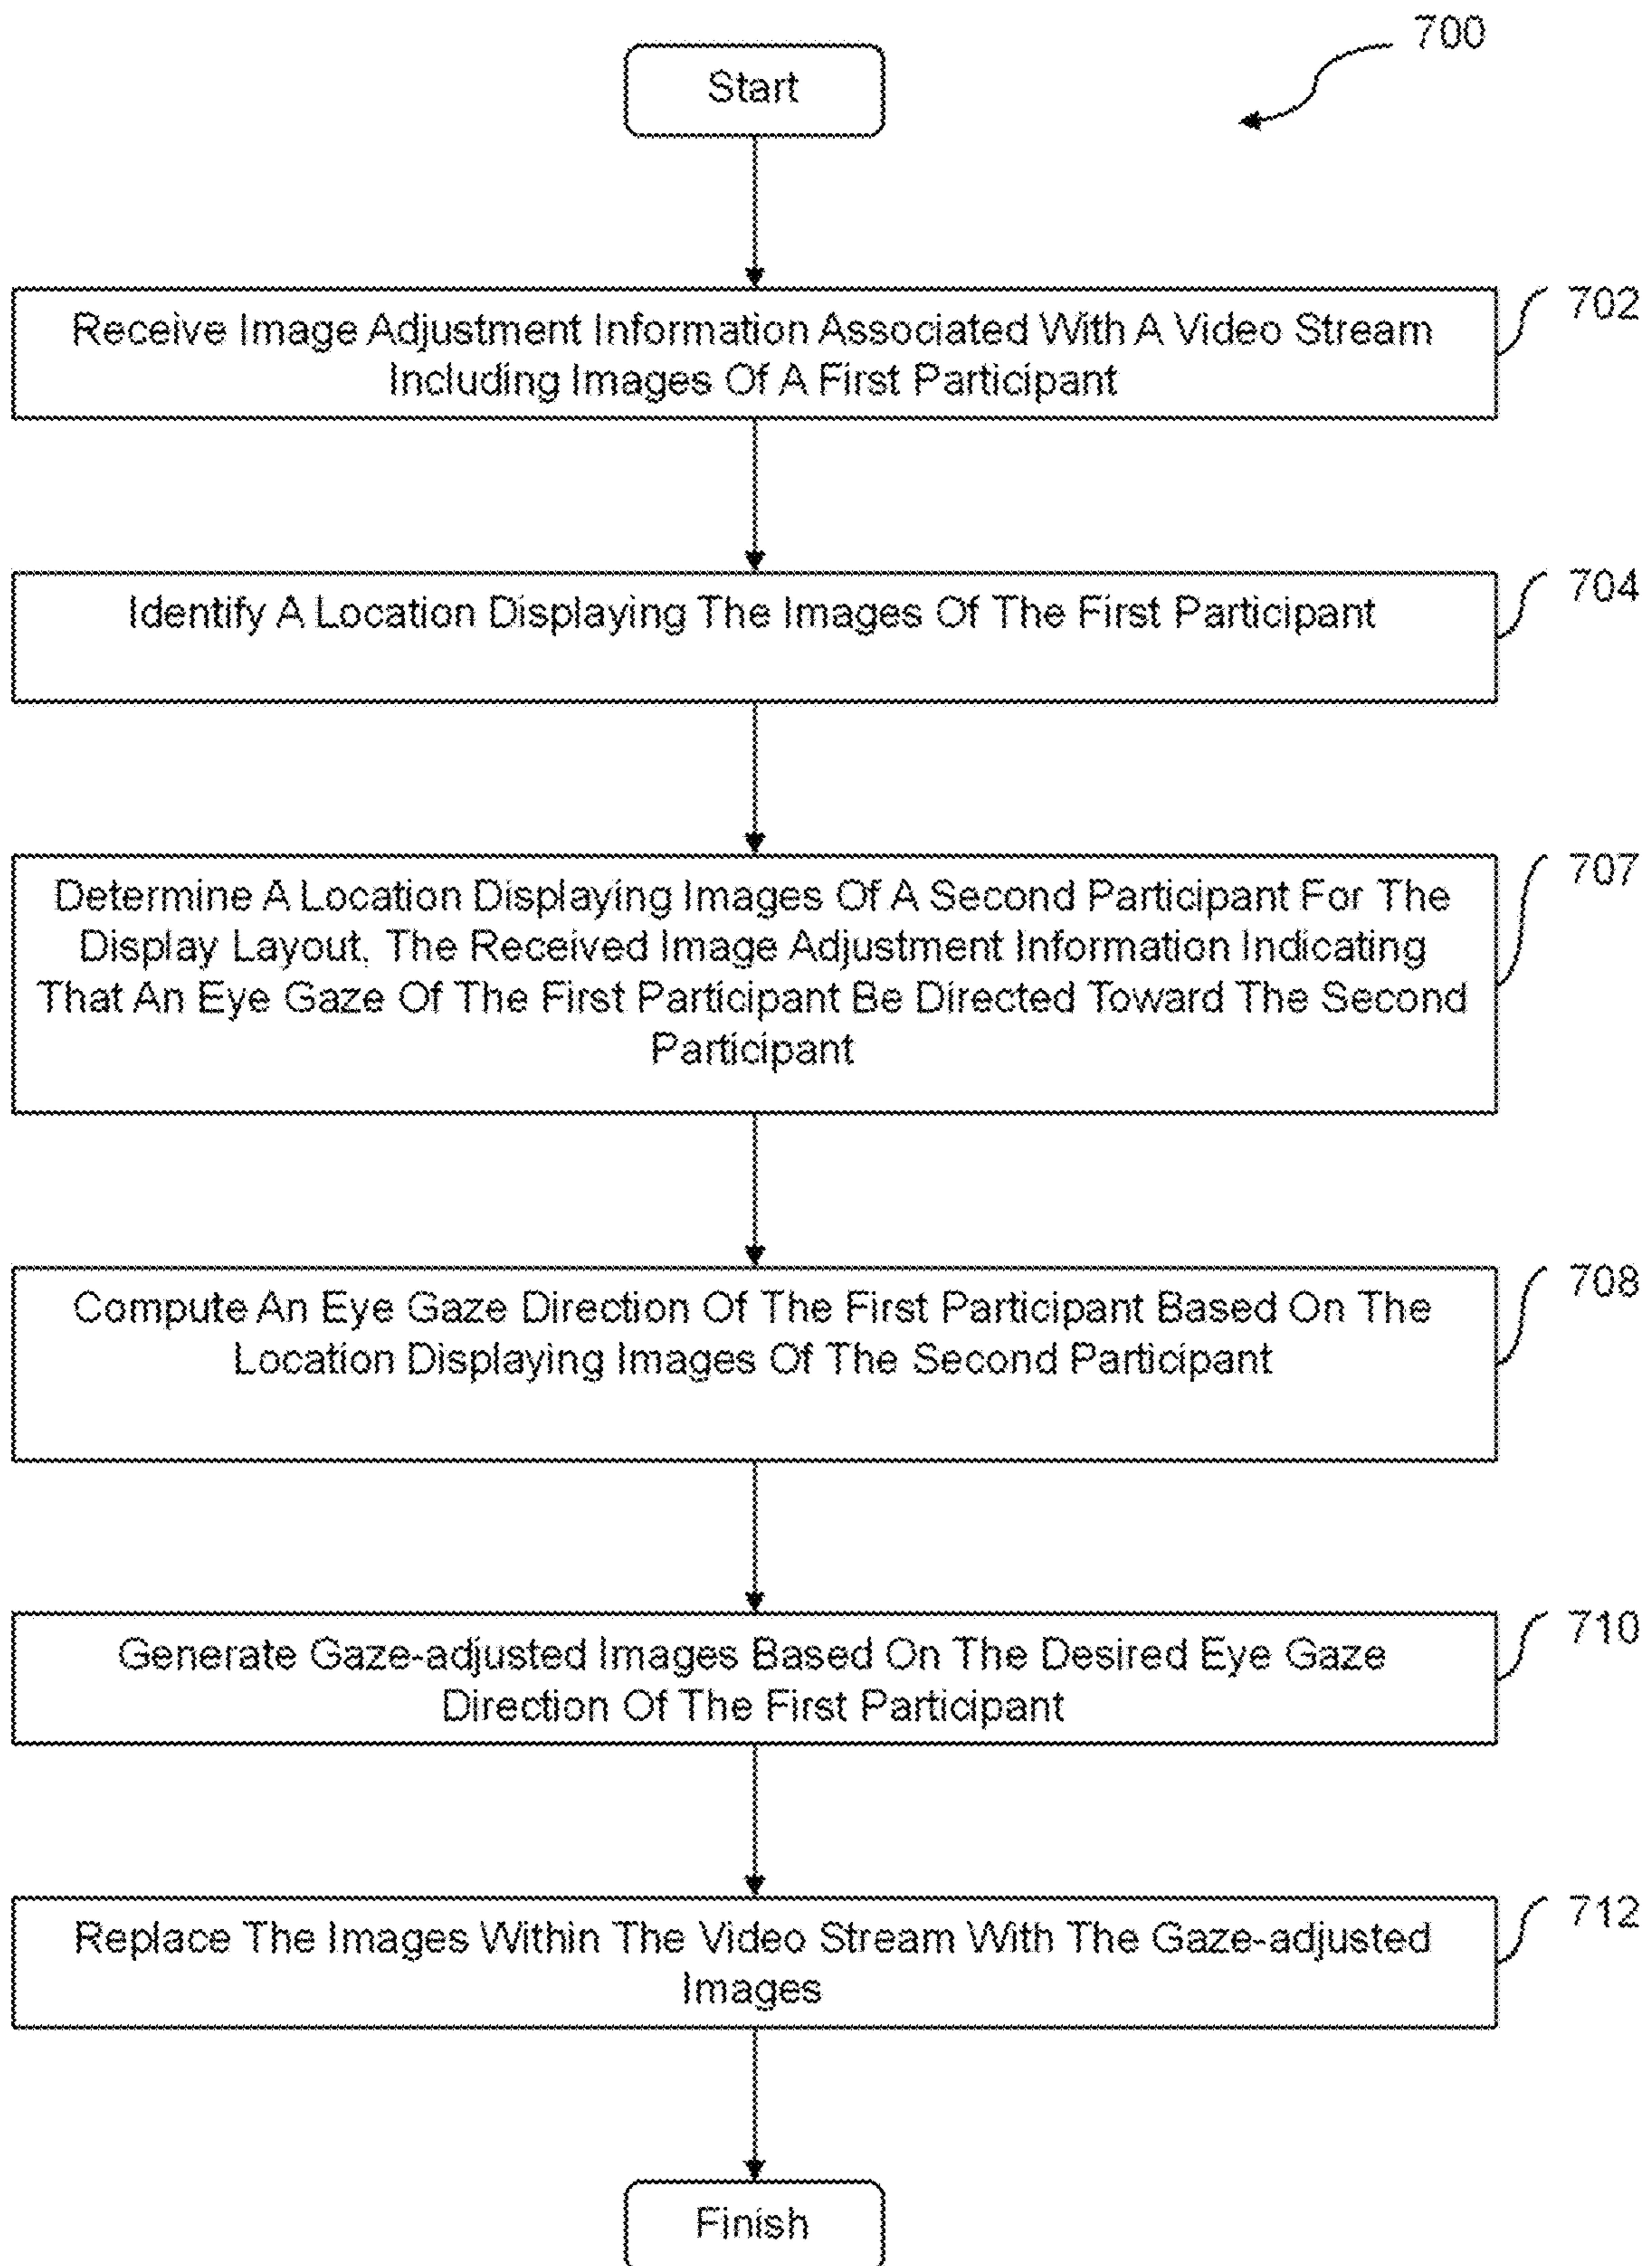 700
Start
702
Receive Image Adjustment Information Associated With A Video Stream
Including Images Of A First Participant
704
Identify A Location Displaying The Images Of The First Participant
707
Determine A Location Displaying Images Of A Second Participant For The
Display Layout, The Received Image Adjustment Information Indicating
That An Eye Gaze Of The First Participant Be Directed Toward The Second
Participant
708
Compute An Eye Gaze Direction Of The First Participant Based On The
Location Displaying Images Of The Second Participant
710
Generate Gaze-adjusted Images Based On The Desired Eye Gaze
Direction Of The First Participant
712
Replace The Images Within The Video Stream With The Gaze-adjusted
Images
Finish